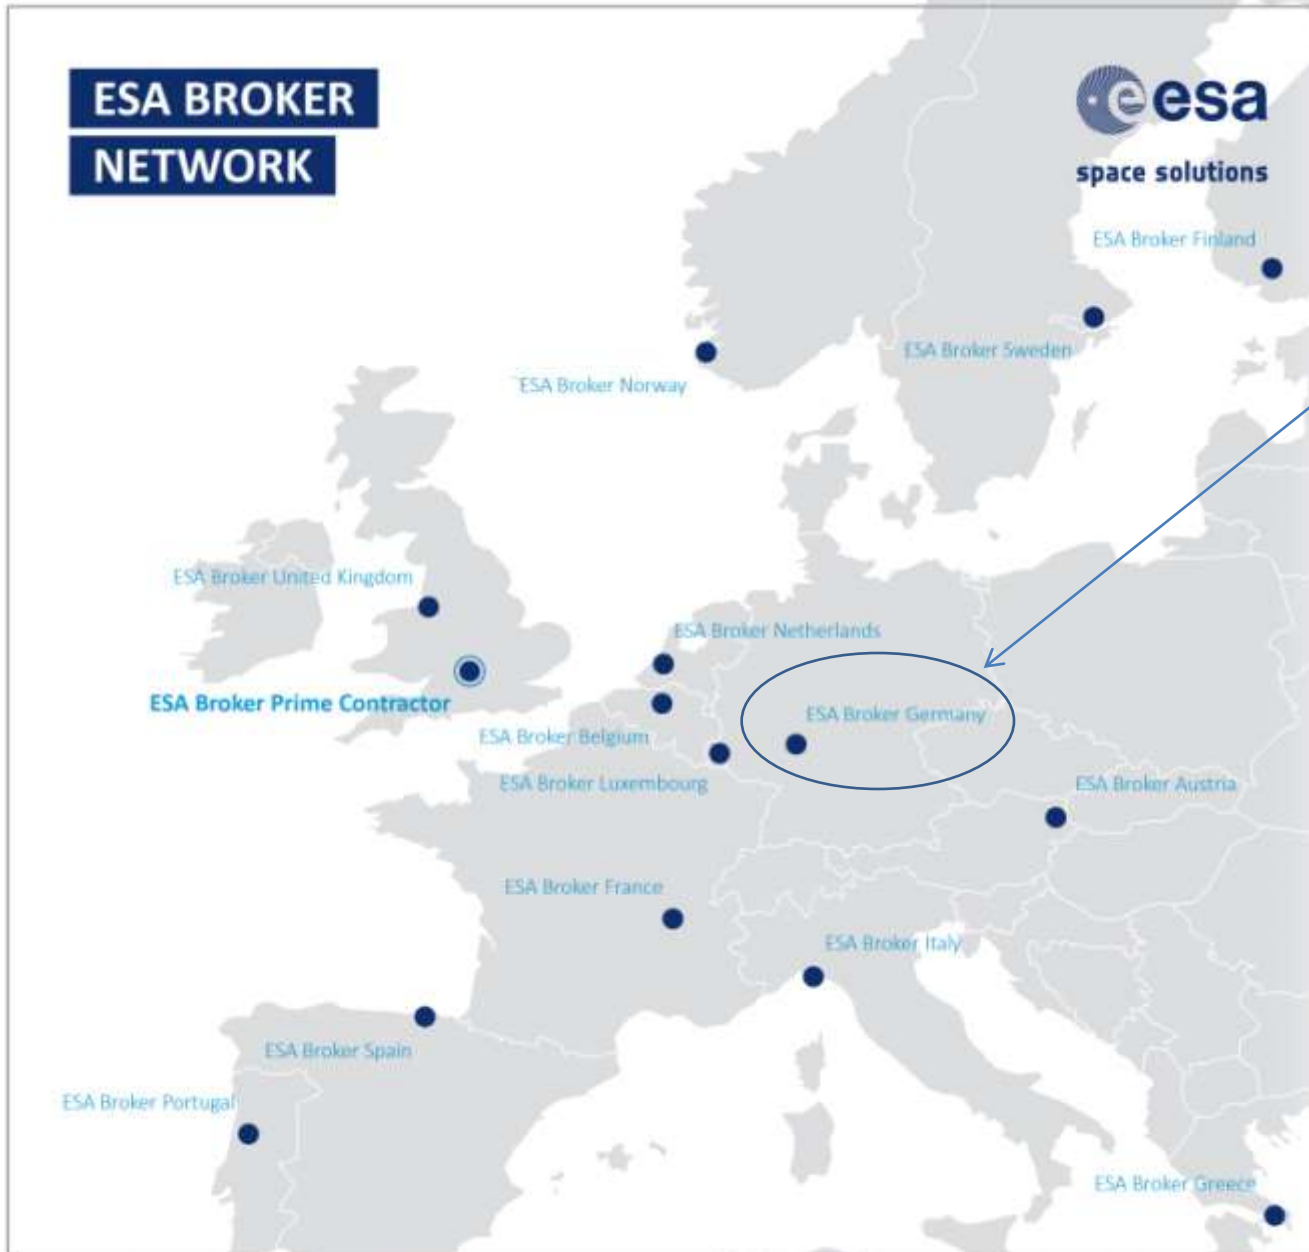 ESA BROKER
NETWORK
esa
space solutions
ESA Broker Finland
ESA Broker Sweden
ESA Broker Norway
ESA Broker United Kingdom
ESA Broker Netherlands
ESA Broker Prime Contractor
ESA Broker Germany
ESA Broker Belgium
ESA Broker Luxembourg
ESA Broker Austria
ESA Broker France
ESA Broker Italy
ESA Broker Spain
ESA Broker Portugal
ESA Broker Greece